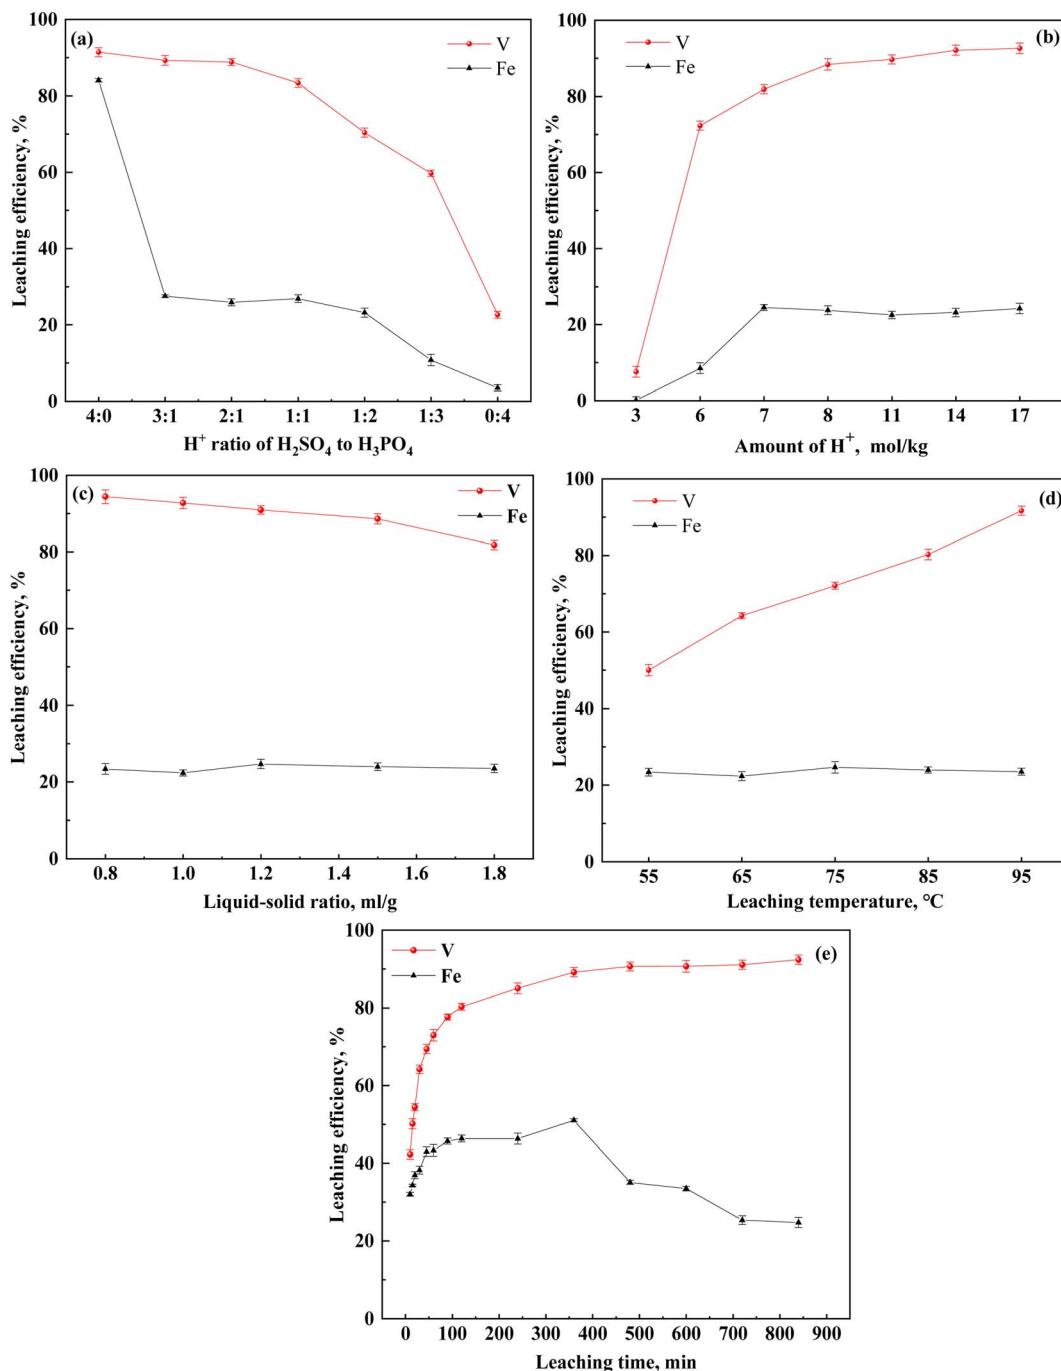 (a)
V
Fe
100
80
60
40
20
0
Leaching efficiency, %
4:0 3:1 2:1 1:1 1:2 1:3 0:4
H⁺ ratio of H₂SO₄ to H₃PO₄
(b)
V
Fe
100
80
60
40
20
0
Leaching efficiency, %
3 6 7 8 11 14 17
Amount of H⁺, mol/kg
(c)
V
Fe
100
80
60
40
20
0
Leaching efficiency, %
0.8 1.0 1.2 1.4 1.6 1.8
Liquid-solid ratio, ml/g
(d)
V
Fe
100
80
60
40
20
0
Leaching efficiency, %
55 65 75 85 95
Leaching temperature, °C
(e)
V
Fe
100
80
60
40
20
0
Leaching efficiency, %
0 100 200 300 400 500 600 700 800 900
Leaching time, min